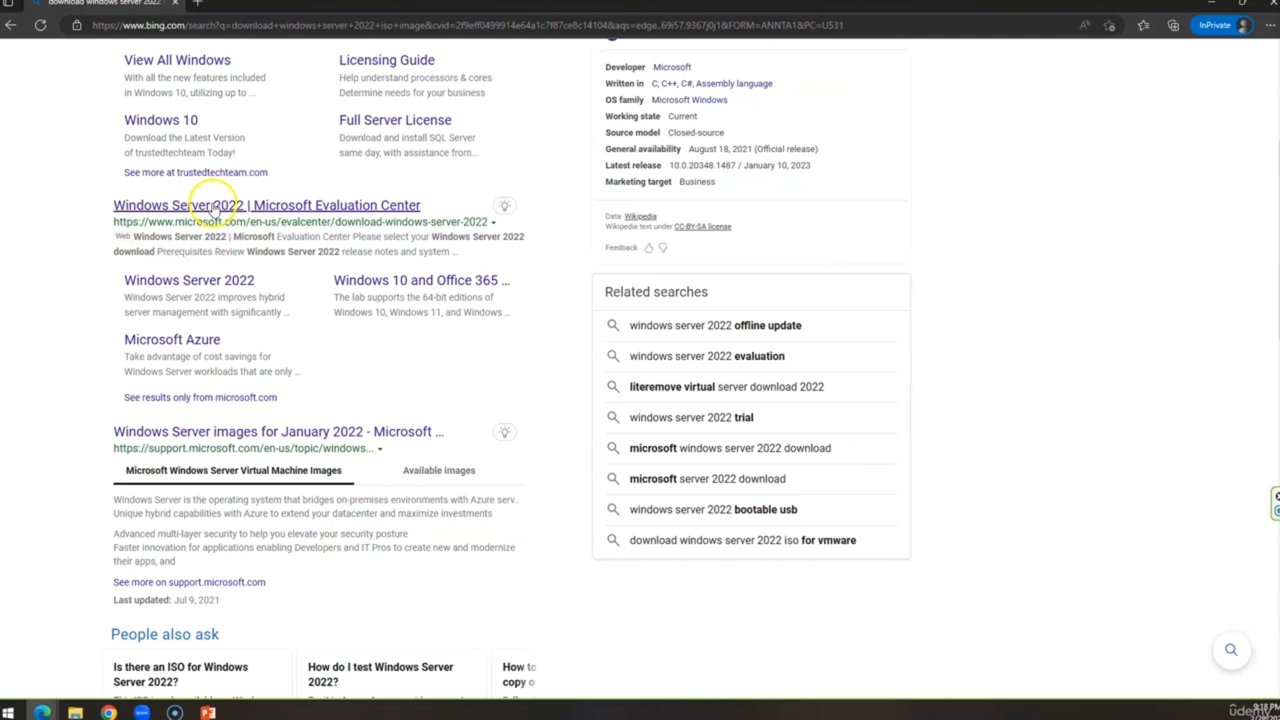 download windows server 2022
https://www.bing.com/search?q=download+windows+server+2022+iso+image&cvid=2f9eff0499914e64a1c7f87ce8c14104&aqs=edge..69i57.9367j0j1&FORM=ANNTA1&PC=U531
InPrivate
View All Windows
With all the new features included
in Windows 10, utilizing up to ...
Licensing Guide
Help understand processors & cores
Determine needs for your business
Windows 10
Download the Latest Version
of trustedtechteam Today!
Full Server License
Download and install SQL Server
same day, with assistance from...
See more at trustedtechteam.com
Windows Server 2022 | Microsoft Evaluation Center
https://www.microsoft.com/en-us/evalcenter/download-windows-server-2022
Web Windows Server 2022 | Microsoft Evaluation Center Please select your Windows Server 2022
download Prerequisites Review Windows Server 2022 release notes and system ...
Windows Server 2022
Windows Server 2022 improves hybrid
server management with significantly ...
Windows 10 and Office 365 ...
The lab supports the 64-bit editions of
Windows 10, Windows 11, and Windows ...
Microsoft Azure
Take advantage of cost savings for
Windows Server workloads that are only ...
See results only from microsoft.com
Windows Server images for January 2022 - Microsoft ...
https://support.microsoft.com/en-us/topic/windows...
Microsoft Windows Server Virtual Machine Images
Available images
Windows Server is the operating system that bridges on-premises environments with Azure serv..
Unique hybrid capabilities with Azure to extend your datacenter and maximize investments
Advanced multi-layer security to help you elevate your security posture
Faster innovation for applications enabling Developers and IT Pros to create new and modernize
their apps, and
See more on support.microsoft.com
Last updated: Jul 9, 2021
People also ask
Is there an ISO for Windows
Server 2022?
How do I test Windows Server
2022?
How to
copy o
Developer Microsoft
Written in C, C++, C#, Assembly language
OS family Microsoft Windows
Working state Current
Source model Closed-source
General availability August 18, 2021 (Official release)
Latest release 10.0.20348.1487 / January 10, 2023
Marketing target Business
Data: Wikipedia
Wikipedia text under CC-BY-SA license
Feedback
Related searches
windows server 2022 offline update
windows server 2022 evaluation
literemove virtual server download 2022
windows server 2022 trial
microsoft windows server 2022 download
microsoft server 2022 download
windows server 2022 bootable usb
download windows server 2022 iso for vmware
9:18 PM
udemy